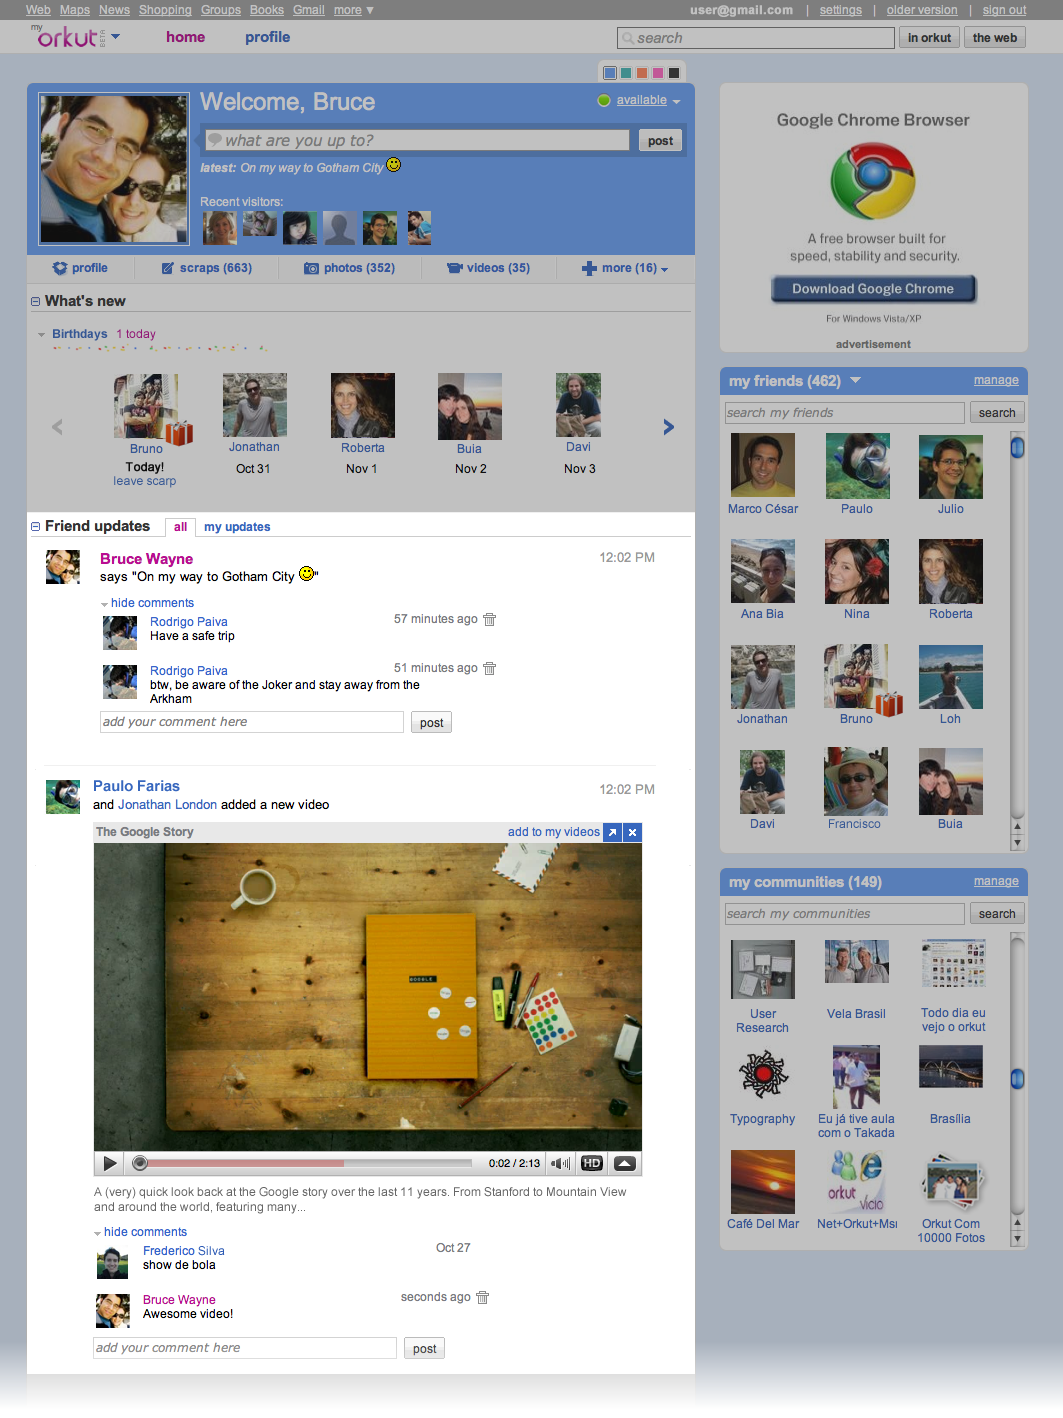 Web Maps News Shopping Groups Books Gmail more ▼
user@gmail.com | settings | older version | sign out
my orkut BETA
home profile
search
in orkut the web
Welcome, Bruce
available
what are you up to?
post
latest: On my way to Gotham City
Recent visitors:
profile scraps (663) photos (352) videos (35) more (16)
What's new
Birthdays 1 today
Bruno Jonathan Roberta Buia Davi
Today! Oct 31 Nov 1 Nov 2 Nov 3
leave scarp
Friend updates all my updates
Bruce Wayne 12:02 PM
says "On my way to Gotham City "
hide comments
Rodrigo Paiva 57 minutes ago
Have a safe trip
Rodrigo Paiva 51 minutes ago
btw, be aware of the Joker and stay away from the
Arkham
add your comment here post
Paulo Farias 12:02 PM
and Jonathan London added a new video
The Google Story add to my videos
GOOGLE
0:02 / 2:13 HD
A (very) quick look back at the Google story over the last 11 years. From Stanford to Mountain View
and around the world, featuring many...
hide comments
Frederico Silva Oct 27
show de bola
Bruce Wayne seconds ago
Awesome video!
add your comment here post
Google Chrome Browser
A free browser built for
speed, stability and security.
Download Google Chrome
For Windows Vista/XP
advertisement
my friends (462) manage
search my friends search
Marco César Paulo Julio
Ana Bia Nina Roberta
Jonathan Bruno Loh
Davi Francisco Buia
my communities (149) manage
search my communities search
User Research
Vela Brasil
Todo dia eu vejo o orkut
Typography
Eu já tive aula com o Takada
Brasília
orkut
vicio
Café Del Mar
Net+Orkut+Msn
Orkut Com 10000 Fotos